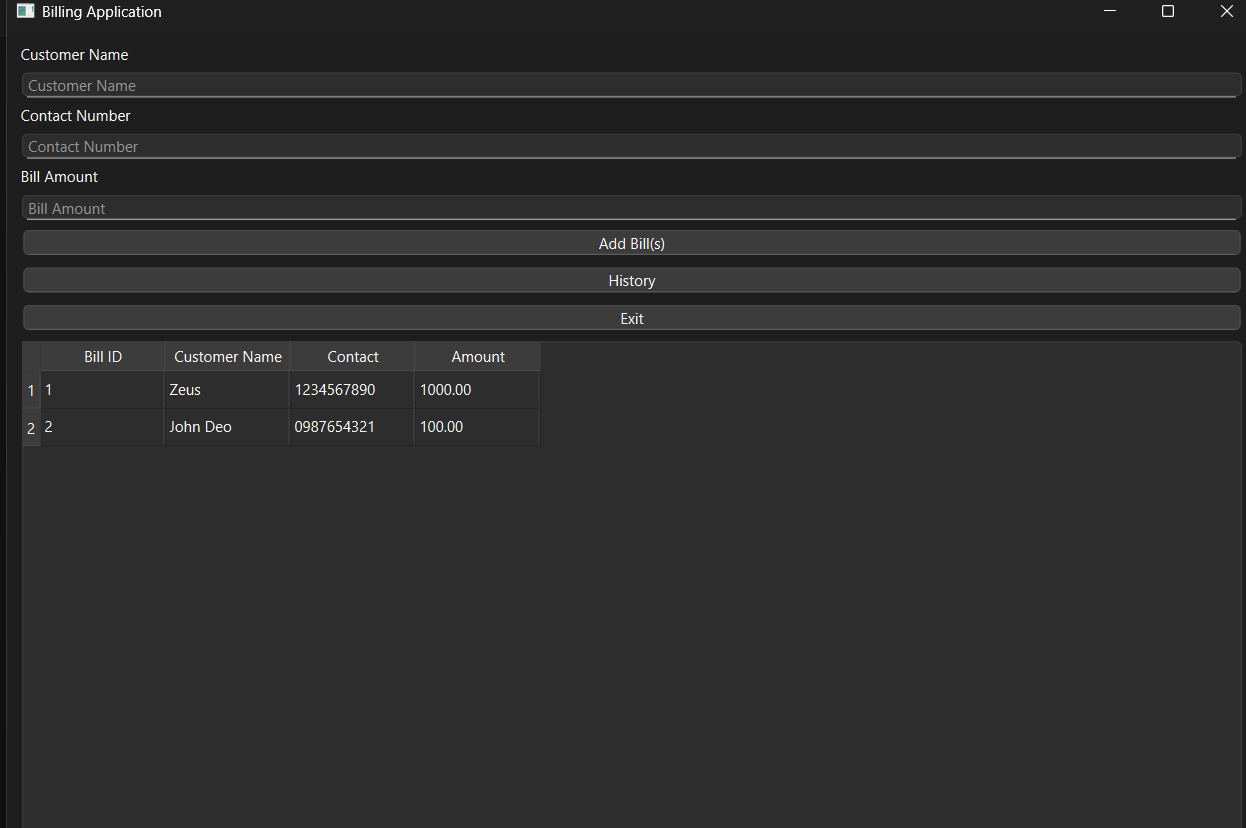 Billing Application
Customer Name
Customer Name
Contact Number
Contact Number
Bill Amount
Bill Amount
Add Bill(s)
History
Exit
Bill ID Customer Name Contact Amount
1 1 Zeus 1234567890 1000.00
2 2 John Deo 0987654321 100.00